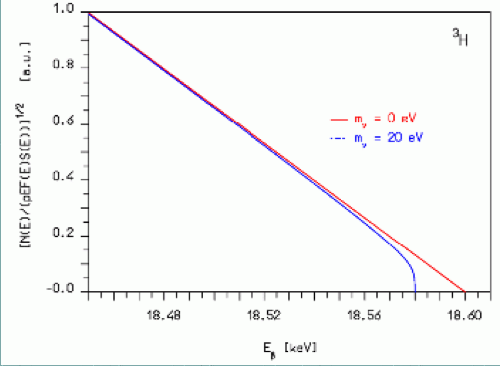 1.0
0.8
0.6
0.4
0.2
-0.0
[N(E)/(pEF(E)S(E))]^1/2 [a.u.]
³H
m_ν = 0 eV
m_ν = 20 eV
18.48 18.52 18.56 18.60
E_β [keV]